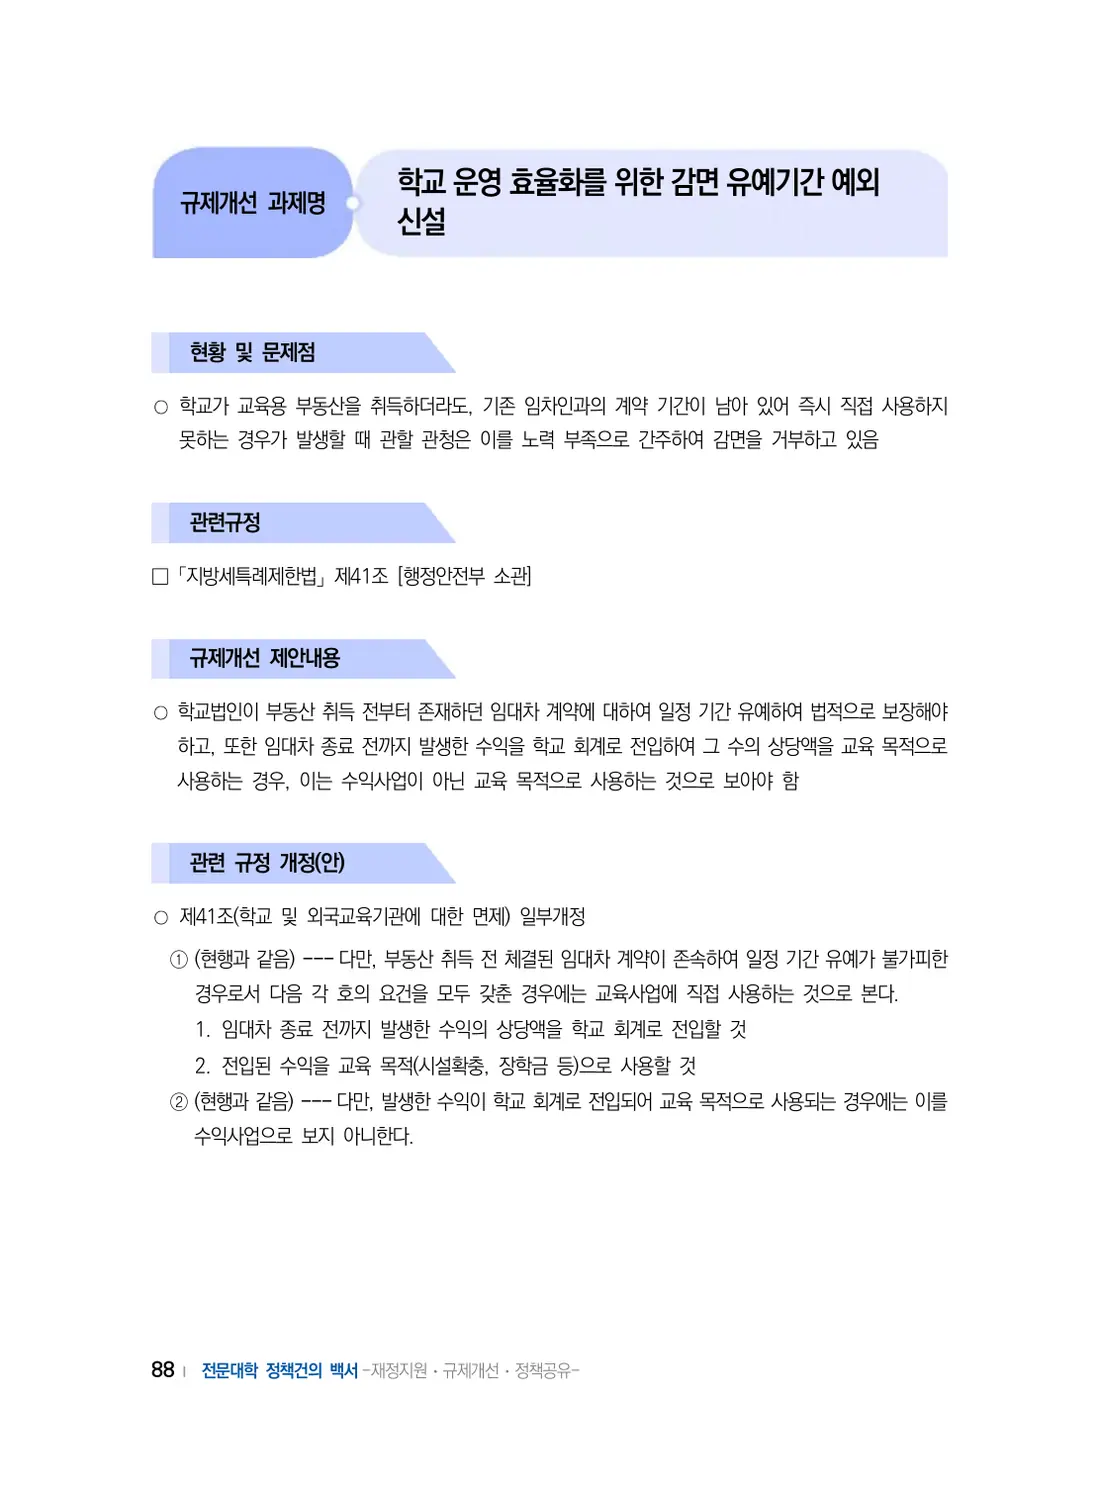 규제개선 과제명
학교 운영 효율화를 위한 감면 유예기간 예외
신설
현황 및 문제점
○ 학교가 교육용 부동산을 취득하더라도, 기존 임차인과의 계약 기간이 남아 있어 즉시 직접 사용하지
못하는 경우가 발생할 때 관할 관청은 이를 노력 부족으로 간주하여 감면을 거부하고 있음
관련규정
□ 「지방세특례제한법」 제41조 [행정안전부 소관]
규제개선 제안내용
○ 학교법인이 부동산 취득 전부터 존재하던 임대차 계약에 대하여 일정 기간 유예하여 법적으로 보장해야
하고, 또한 임대차 종료 전까지 발생한 수익을 학교 회계로 전입하여 그 수의 상당액을 교육 목적으로
사용하는 경우, 이는 수익사업이 아닌 교육 목적으로 사용하는 것으로 보아야 함
관련 규정 개정(안)
○ 제41조(학교 및 외국교육기관에 대한 면제) 일부개정
① (현행과 같음) --- 다만, 부동산 취득 전 체결된 임대차 계약이 존속하여 일정 기간 유예가 불가피한
경우로서 다음 각 호의 요건을 모두 갖춘 경우에는 교육사업에 직접 사용하는 것으로 본다.
1. 임대차 종료 전까지 발생한 수익의 상당액을 학교 회계로 전입할 것
2. 전입된 수익을 교육 목적(시설확충, 장학금 등)으로 사용할 것
② (현행과 같음) --- 다만, 발생한 수익이 학교 회계로 전입되어 교육 목적으로 사용되는 경우에는 이를
수익사업으로 보지 아니한다.
88 | 전문대학 정책건의 백서 -재정지원·규제개선·정책공유-